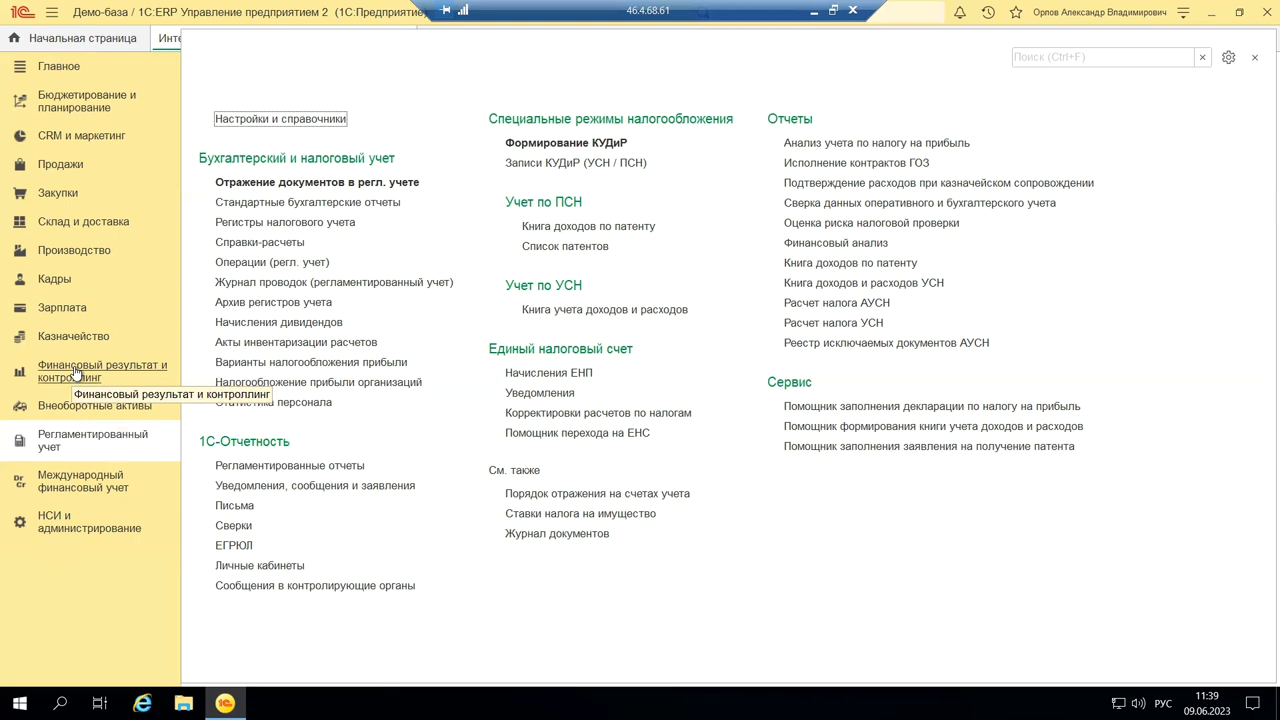 Демо-база / 1С:ERP Управление предприятием 2 (1С:Предприятие
46.4.68.61
Орлов Александр Владимирович
Начальная страница
Инте
Главное
Бюджетирование и
планирование
CRM и маркетинг
Продажи
Закупки
Склад и доставка
Производство
Кадры
Зарплата
Казначейство
Финансовый результат и
контроллинг
Финансовый результат и контроллинг
Внеоборотные активы
Регламентированный
учет
Международный
финансовый учет
НСИ и
администрирование
Поиск (Ctrl+F)
Настройки и справочники
Бухгалтерский и налоговый учет
Отражение документов в регл. учете
Стандартные бухгалтерские отчеты
Регистры налогового учета
Справки-расчеты
Операции (регл. учет)
Журнал проводок (регламентированный учет)
Архив регистров учета
Начисления дивидендов
Акты инвентаризации расчетов
Варианты налогообложения прибыли
Налогообложение прибыли организаций
Статистика персонала
1С-Отчетность
Регламентированные отчеты
Уведомления, сообщения и заявления
Письма
Сверки
ЕГРЮЛ
Личные кабинеты
Сообщения в контролирующие органы
Специальные режимы налогообложения
Формирование КУДиР
Записи КУДиР (УСН / ПСН)
Учет по ПСН
Книга доходов по патенту
Список патентов
Учет по УСН
Книга учета доходов и расходов
Единый налоговый счет
Начисления ЕНП
Уведомления
Корректировки расчетов по налогам
Помощник перехода на ЕНС
См. также
Порядок отражения на счетах учета
Ставки налога на имущество
Журнал документов
Отчеты
Анализ учета по налогу на прибыль
Исполнение контрактов ГОЗ
Подтверждение расходов при казначейском сопровождении
Сверка данных оперативного и бухгалтерского учета
Оценка риска налоговой проверки
Финансовый анализ
Книга доходов по патенту
Книга доходов и расходов УСН
Расчет налога АУСН
Расчет налога УСН
Реестр исключаемых документов АУСН
Сервис
Помощник заполнения декларации по налогу на прибыль
Помощник формирования книги учета доходов и расходов
Помощник заполнения заявления на получение патента
РУС
11:39
09.06.2023